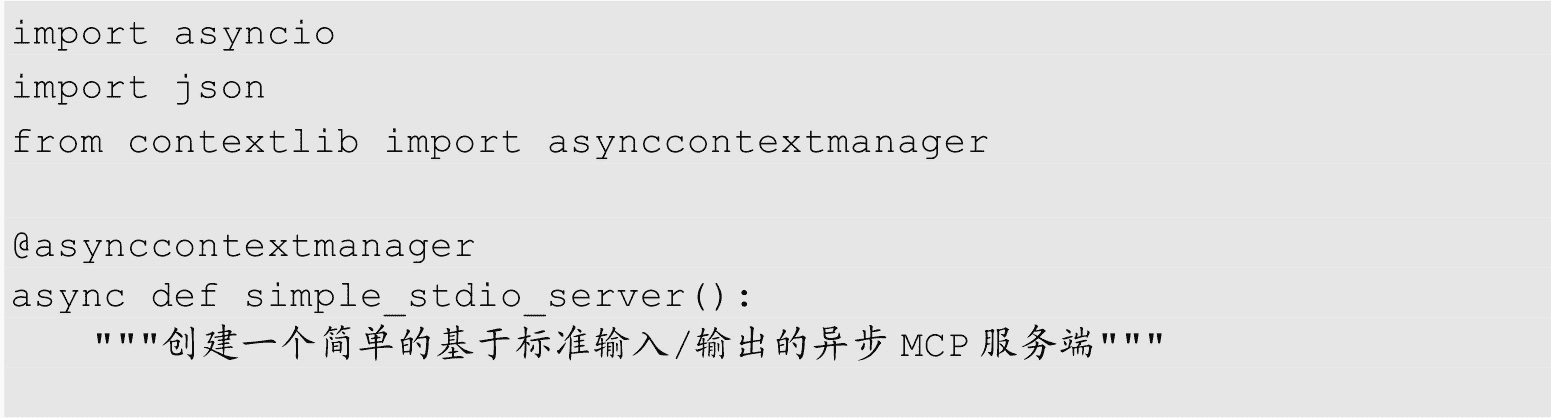 import asyncio
import json
from contextlib import asynccontextmanager
@asynccontextmanager
async def simple_stdio_server():
    """创建一个简单的基于标准输入/输出的异步 MCP 服务端"""